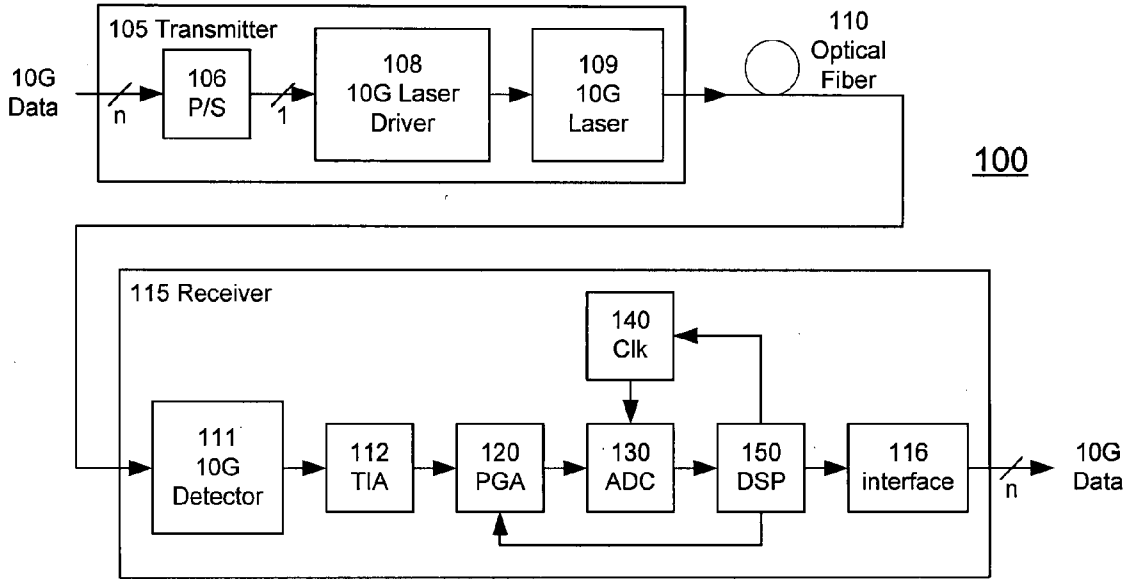 105 Transmitter
10G
Data
n
106
P/S
1
108
10G Laser
Driver
109
10G
Laser
110
Optical
Fiber
100
115 Receiver
140
Clk
111
10G
Detector
112
TIA
120
PGA
130
ADC
150
DSP
116
interface
n
10G
Data